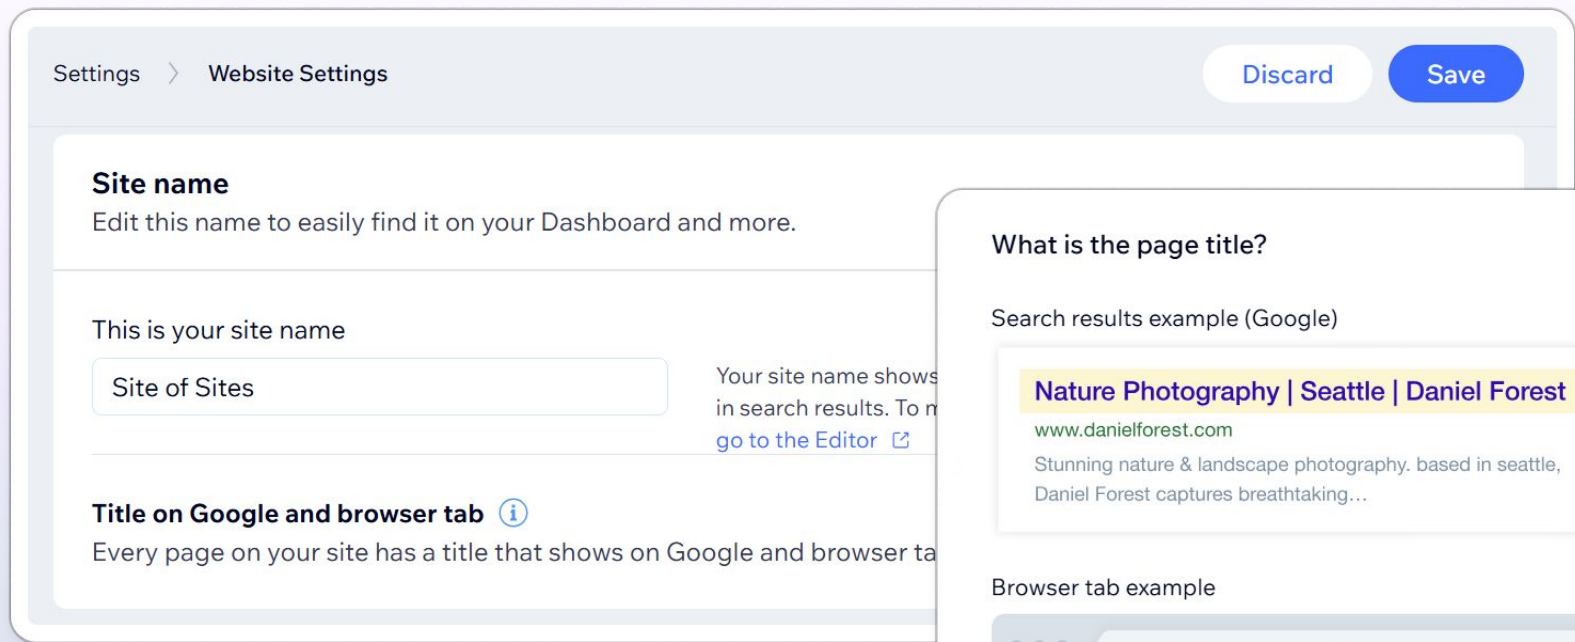 Settings > Website Settings
Discard
Save
Site name
Edit this name to easily find it on your Dashboard and more.
This is your site name
Site of Sites
Your site name shows
in search results. To
go to the Editor
Title on Google and browser tab
Every page on your site has a title that shows on Google and browser
What is the page title?
Search results example (Google)
Nature Photography | Seattle | Daniel Forest
www.danielforest.com
Stunning nature & landscape photography. based in seattle,
Daniel Forest captures breathtaking...
Browser tab example